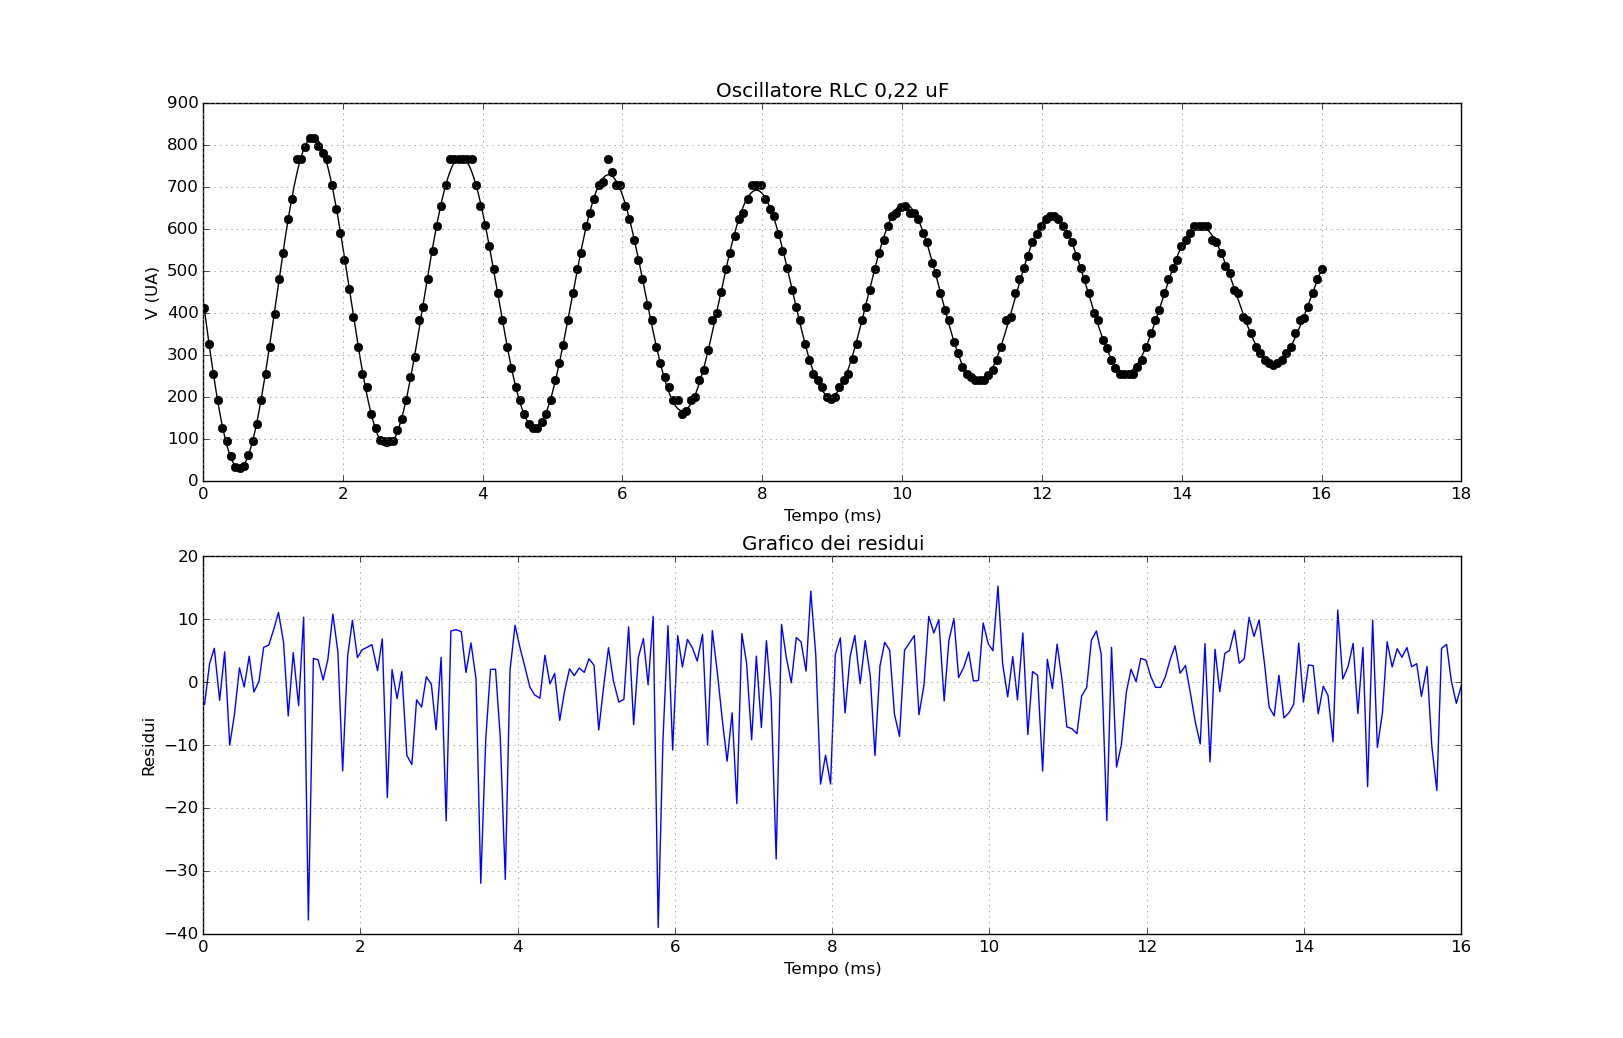 Oscillatore RLC 0,22 uF
900
800
700
600
500
400
300
200
100
0
V (UA)
0 2 4 6 8 10 12 14 16 18
Tempo (ms)
Grafico dei residui
20
10
0
−10
−20
−30
−40
Residui
0 2 4 6 8 10 12 14 16
Tempo (ms)